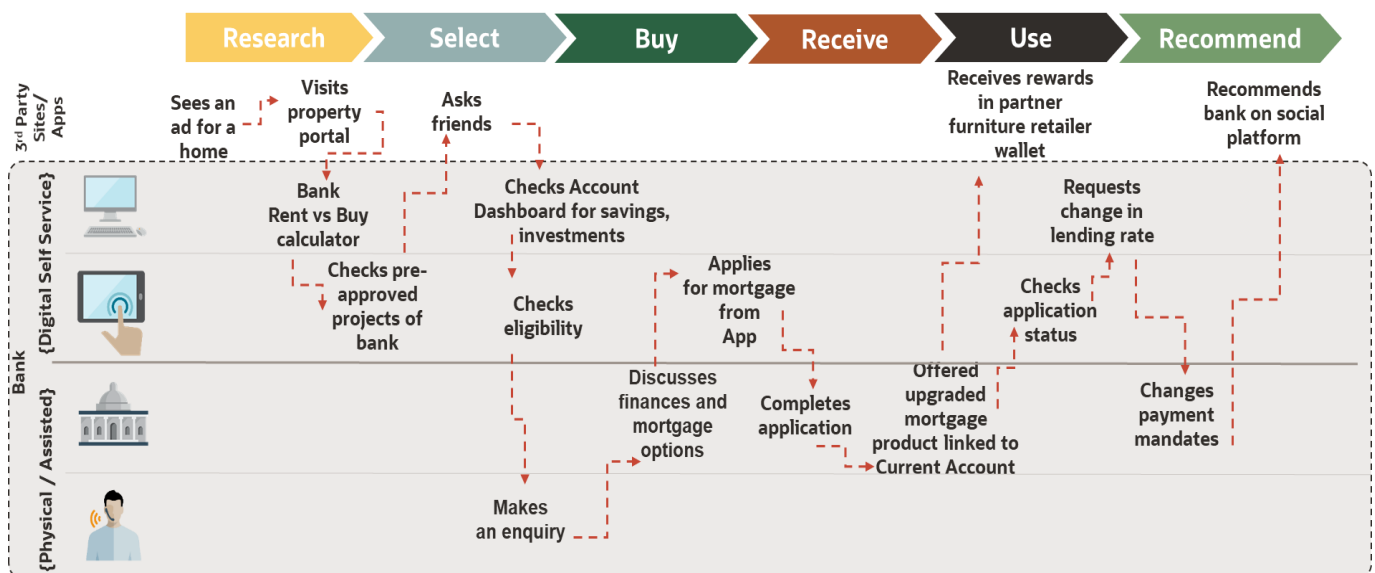 Research
Select
Buy
Receive
Use
Recommend
3rd Party
Sites/
Apps
Sees an
ad for a
home
Visits
property
portal
Asks
friends
Receives rewards
in partner
furniture retailer
wallet
Recommends
bank on social
platform
Bank
{Digital Self Service}
Bank
Rent vs Buy
calculator
Checks Account
Dashboard for savings,
investments
Requests
change in
lending rate
Checks pre-
approved
projects of
bank
Checks
eligibility
Applies
for mortgage
from
App
Checks
application
status
{Physical / Assisted}
Discusses
finances and
mortgage
options
Completes
application
Offered
upgraded
mortgage
product linked to
Current Account
Changes
payment
mandates
Makes
an enquiry